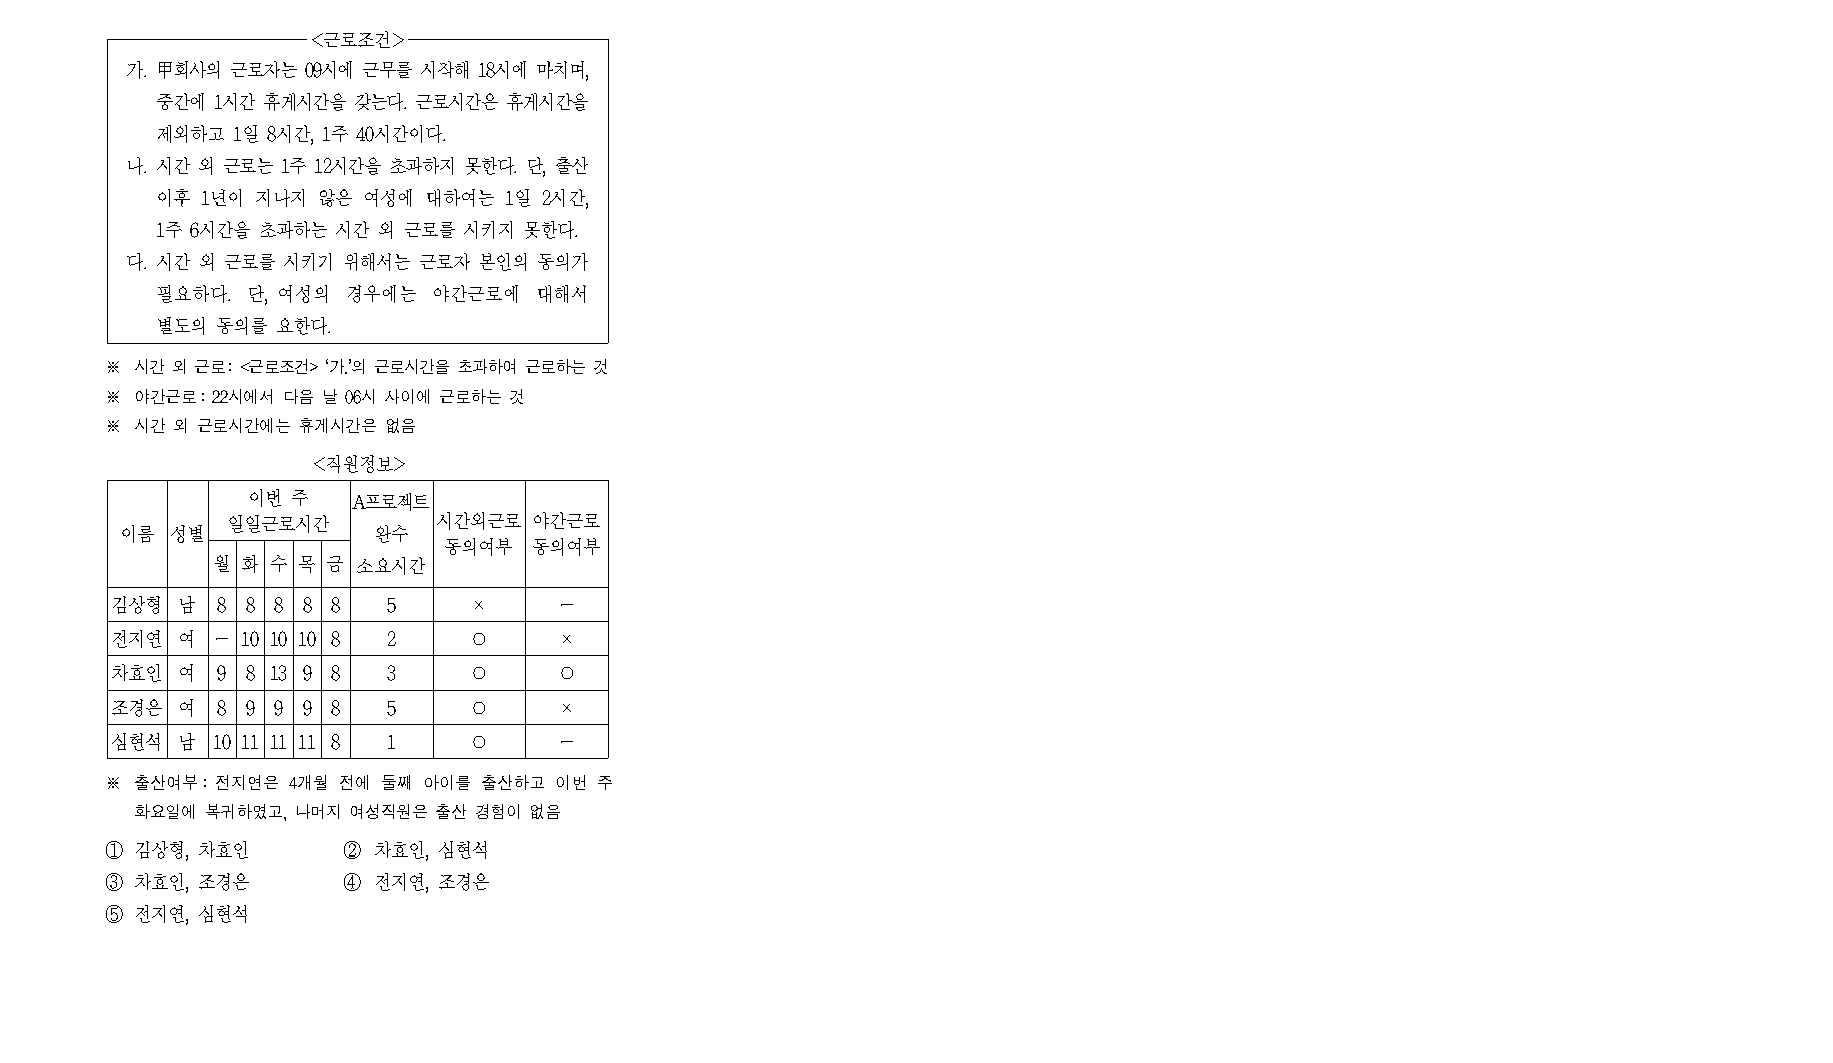 <근로조건>
가. 甲회사의 근로자는 09시에 근무를 시작해 18시에 마치며,
중간에 1시간 휴게시간을 갖는다. 근로시간은 휴게시간을
제외하고 1일 8시간, 1주 40시간이다.
나. 시간 외 근로는 1주 12시간을 초과하지 못한다. 단, 출산
이후 1년이 지나지 않은 여성에 대하여는 1일 2시간,
1주 6시간을 초과하는 시간 외 근로를 시키지 못한다.
다. 시간 외 근로를 시키기 위해서는 근로자 본인의 동의가
필요하다. 단, 여성의 경우에는 야간근로에 대해서
별도의 동의를 요한다.
※ 시간 외 근로: <근로조건> ‘가.’의 근로시간을 초과하여 근로하는 것
※ 야간근로: 22시에서 다음 날 06시 사이에 근로하는 것
※ 시간 외 근로시간에는 휴게시간은 없음
<직원정보>
이름 성별 이번 주 일일근로시간 A프로젝트 완수 소요시간 시간외근로 동의여부 야간근로 동의여부
월 화 수 목 금
김상형 남 8 8 8 8 8 5 × －
전지연 여 － 10 10 10 8 2 ○ ×
차효인 여 9 8 13 9 8 3 ○ ○
조경은 여 8 9 9 9 8 5 ○ ×
심현석 남 10 11 11 11 8 1 ○ －
※ 출산여부: 전지연은 4개월 전에 둘째 아이를 출산하고 이번 주
화요일에 복귀하였고, 나머지 여성직원은 출산 경험이 없음
① 김상형, 차효인 ② 차효인, 심현석
③ 차효인, 조경은 ④ 전지연, 조경은
⑤ 전지연, 심현석